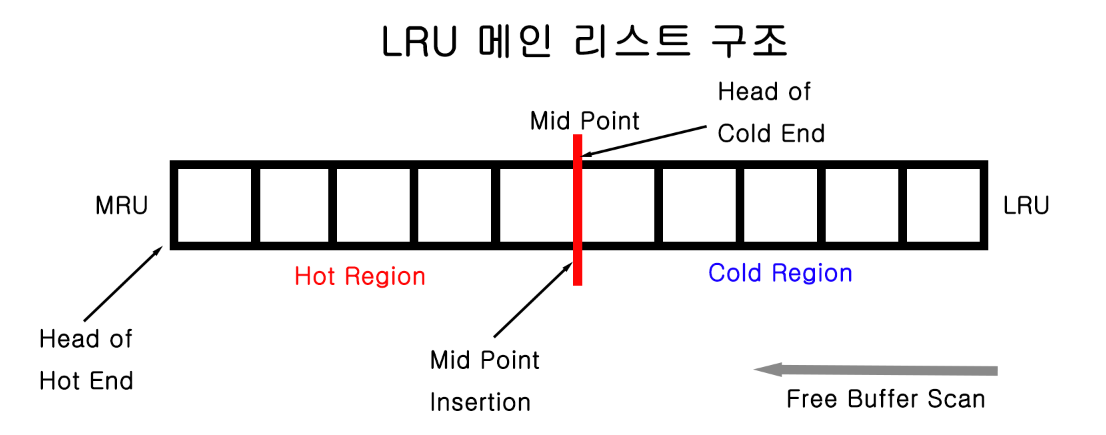 LRU 메인 리스트 구조
Head of
Cold End
Mid Point
MRU
LRU
Hot Region
Cold Region
Head of
Hot End
Mid Point
Insertion
Free Buffer Scan